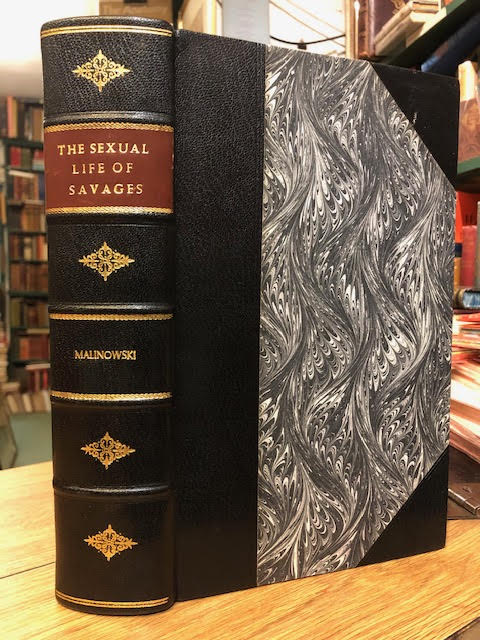 THE SEXUAL
LIFE OF
SAVAGES
MALINOWSKI